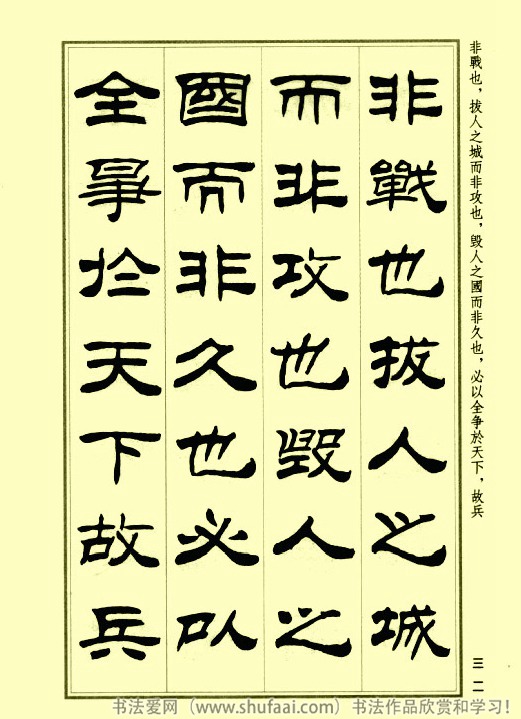 非戰也，拔人之城而非攻也，毀人之國而非久也，必以全争於天下，故兵
非戰也拔人之城
而非攻也毀人之
國而非久也必以
全爭於天下故兵
三一
书法爱网（www.shufaai.com）书法作品欣赏和学习！